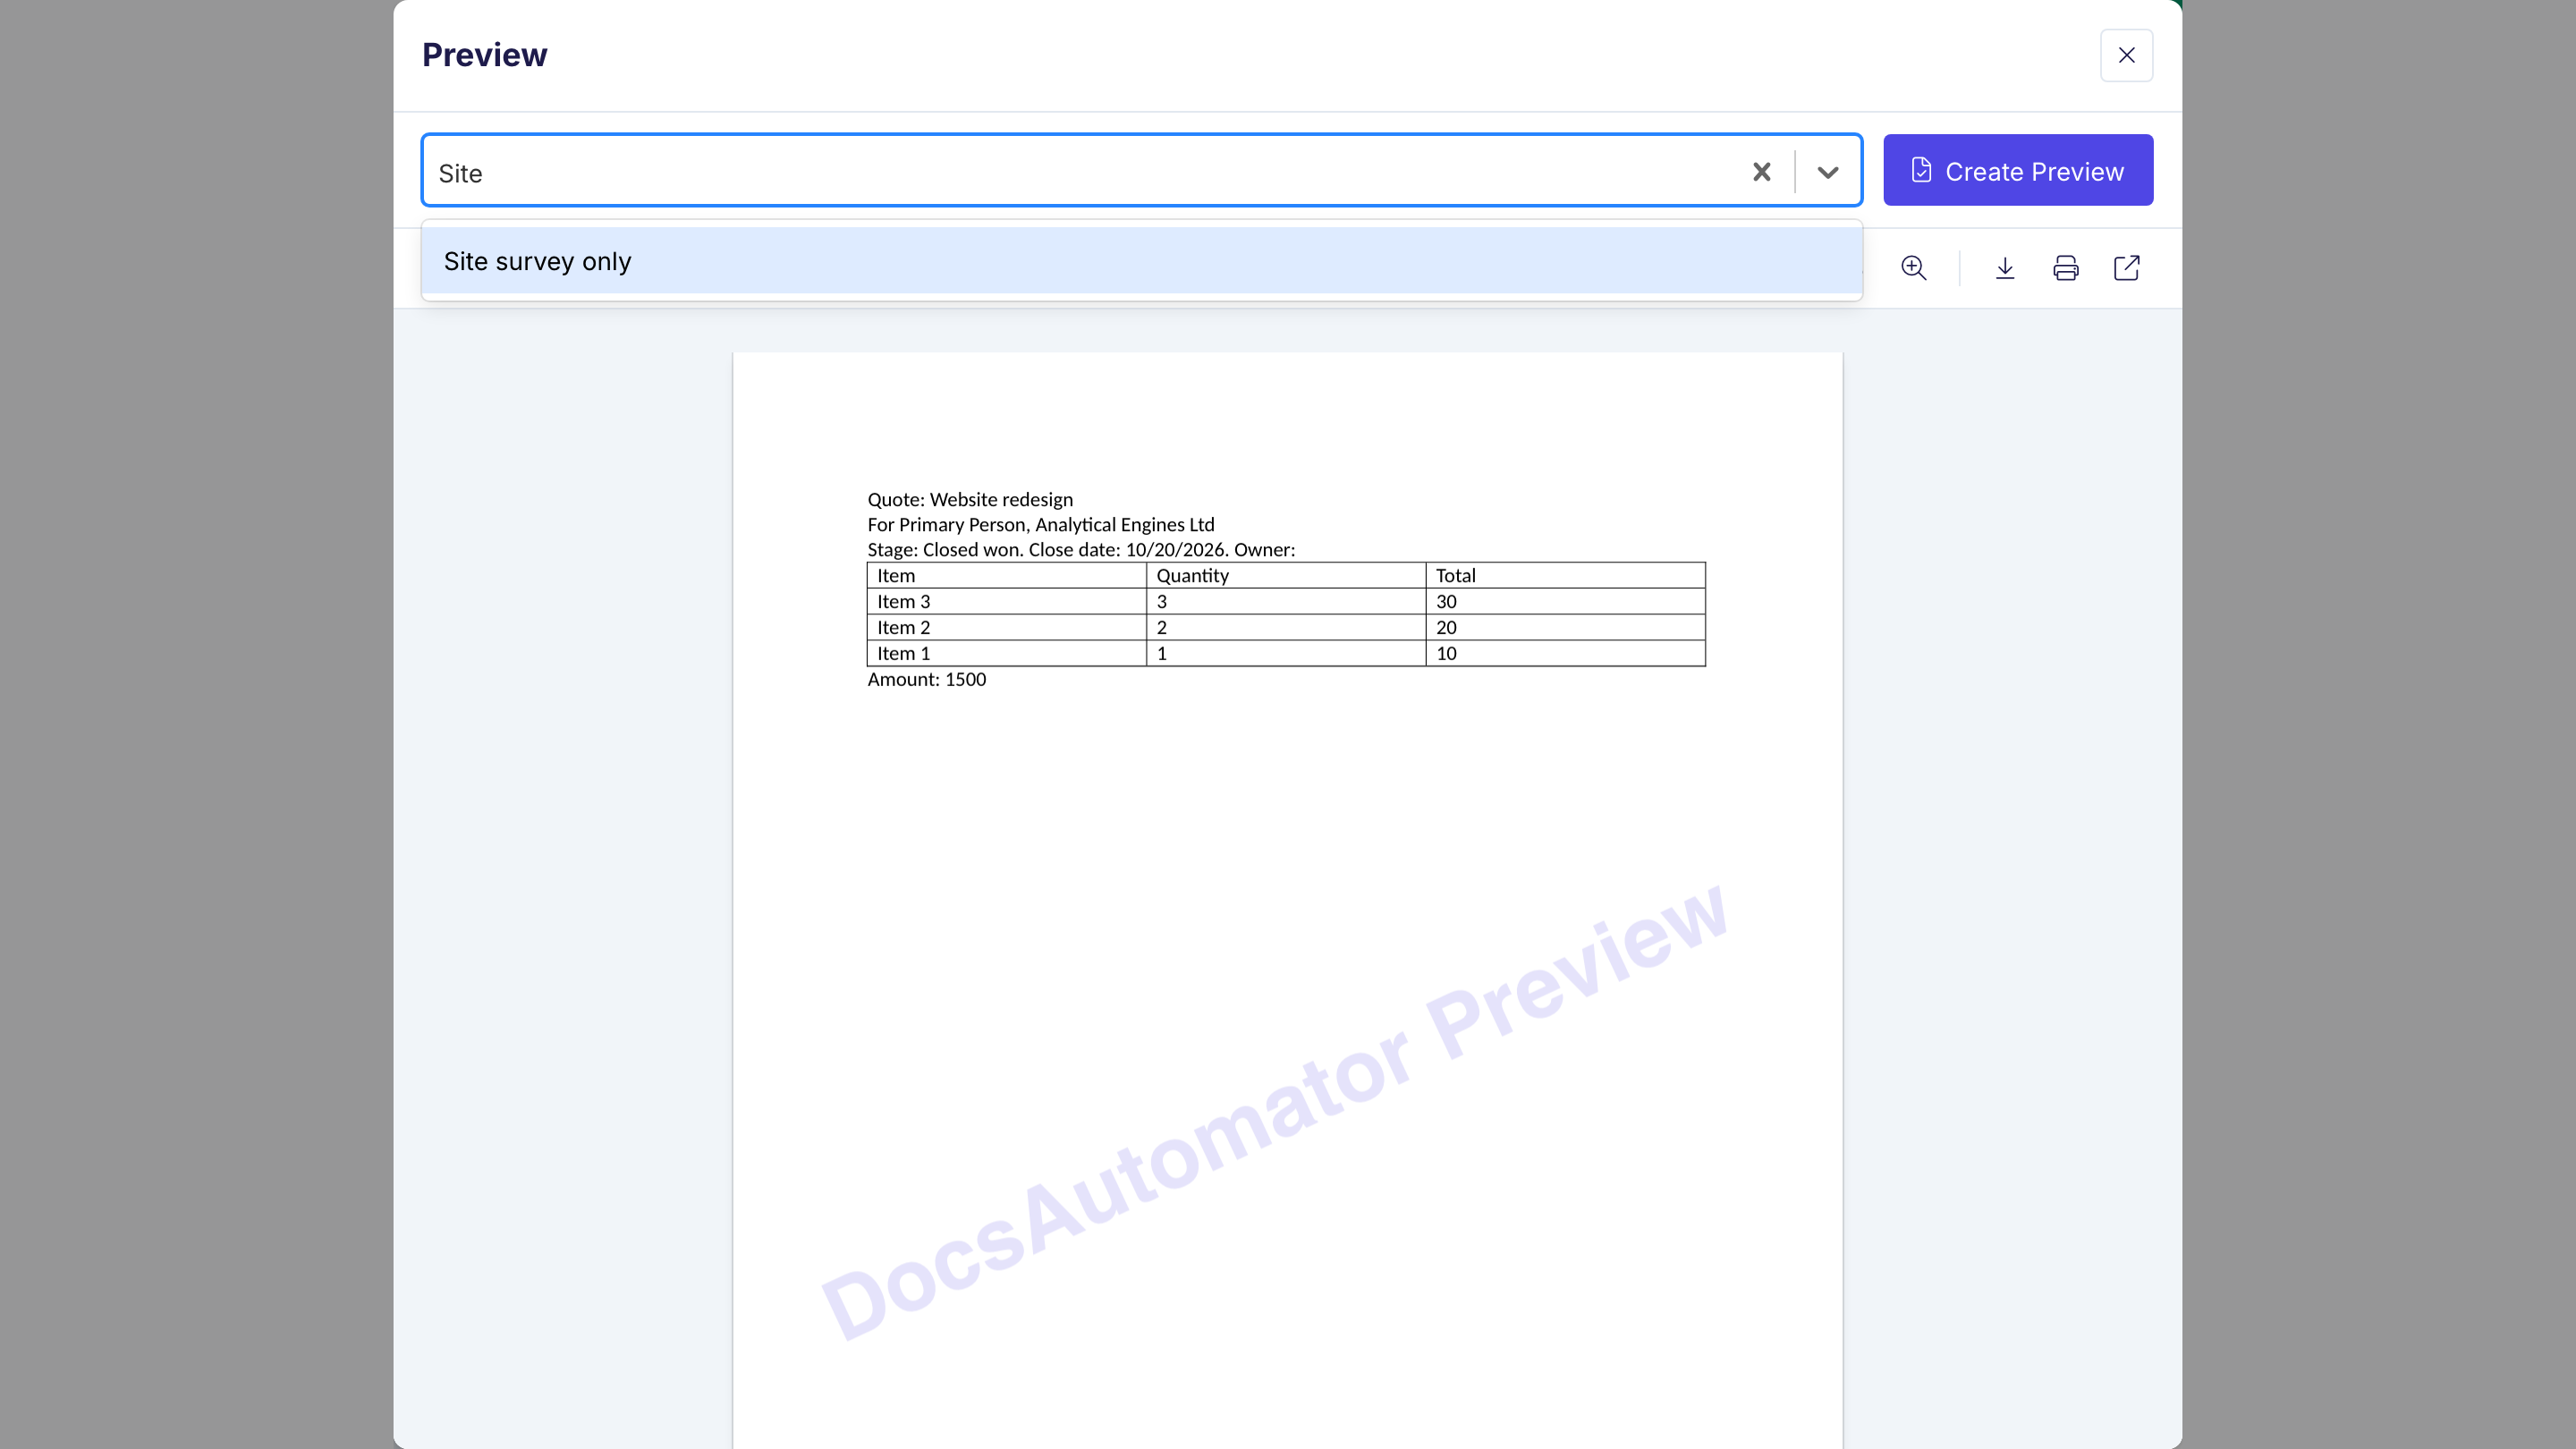 Preview
Site
Create Preview
Site survey only
Quote: Website redesign
For Primary Person, Analytical Engines Ltd
Stage: Closed won. Close date: 10/20/2026. Owner:
Item Quantity Total
Item 3 3 30
Item 2 2 20
Item 1 1 10
Amount: 1500
DocsAutomator Preview